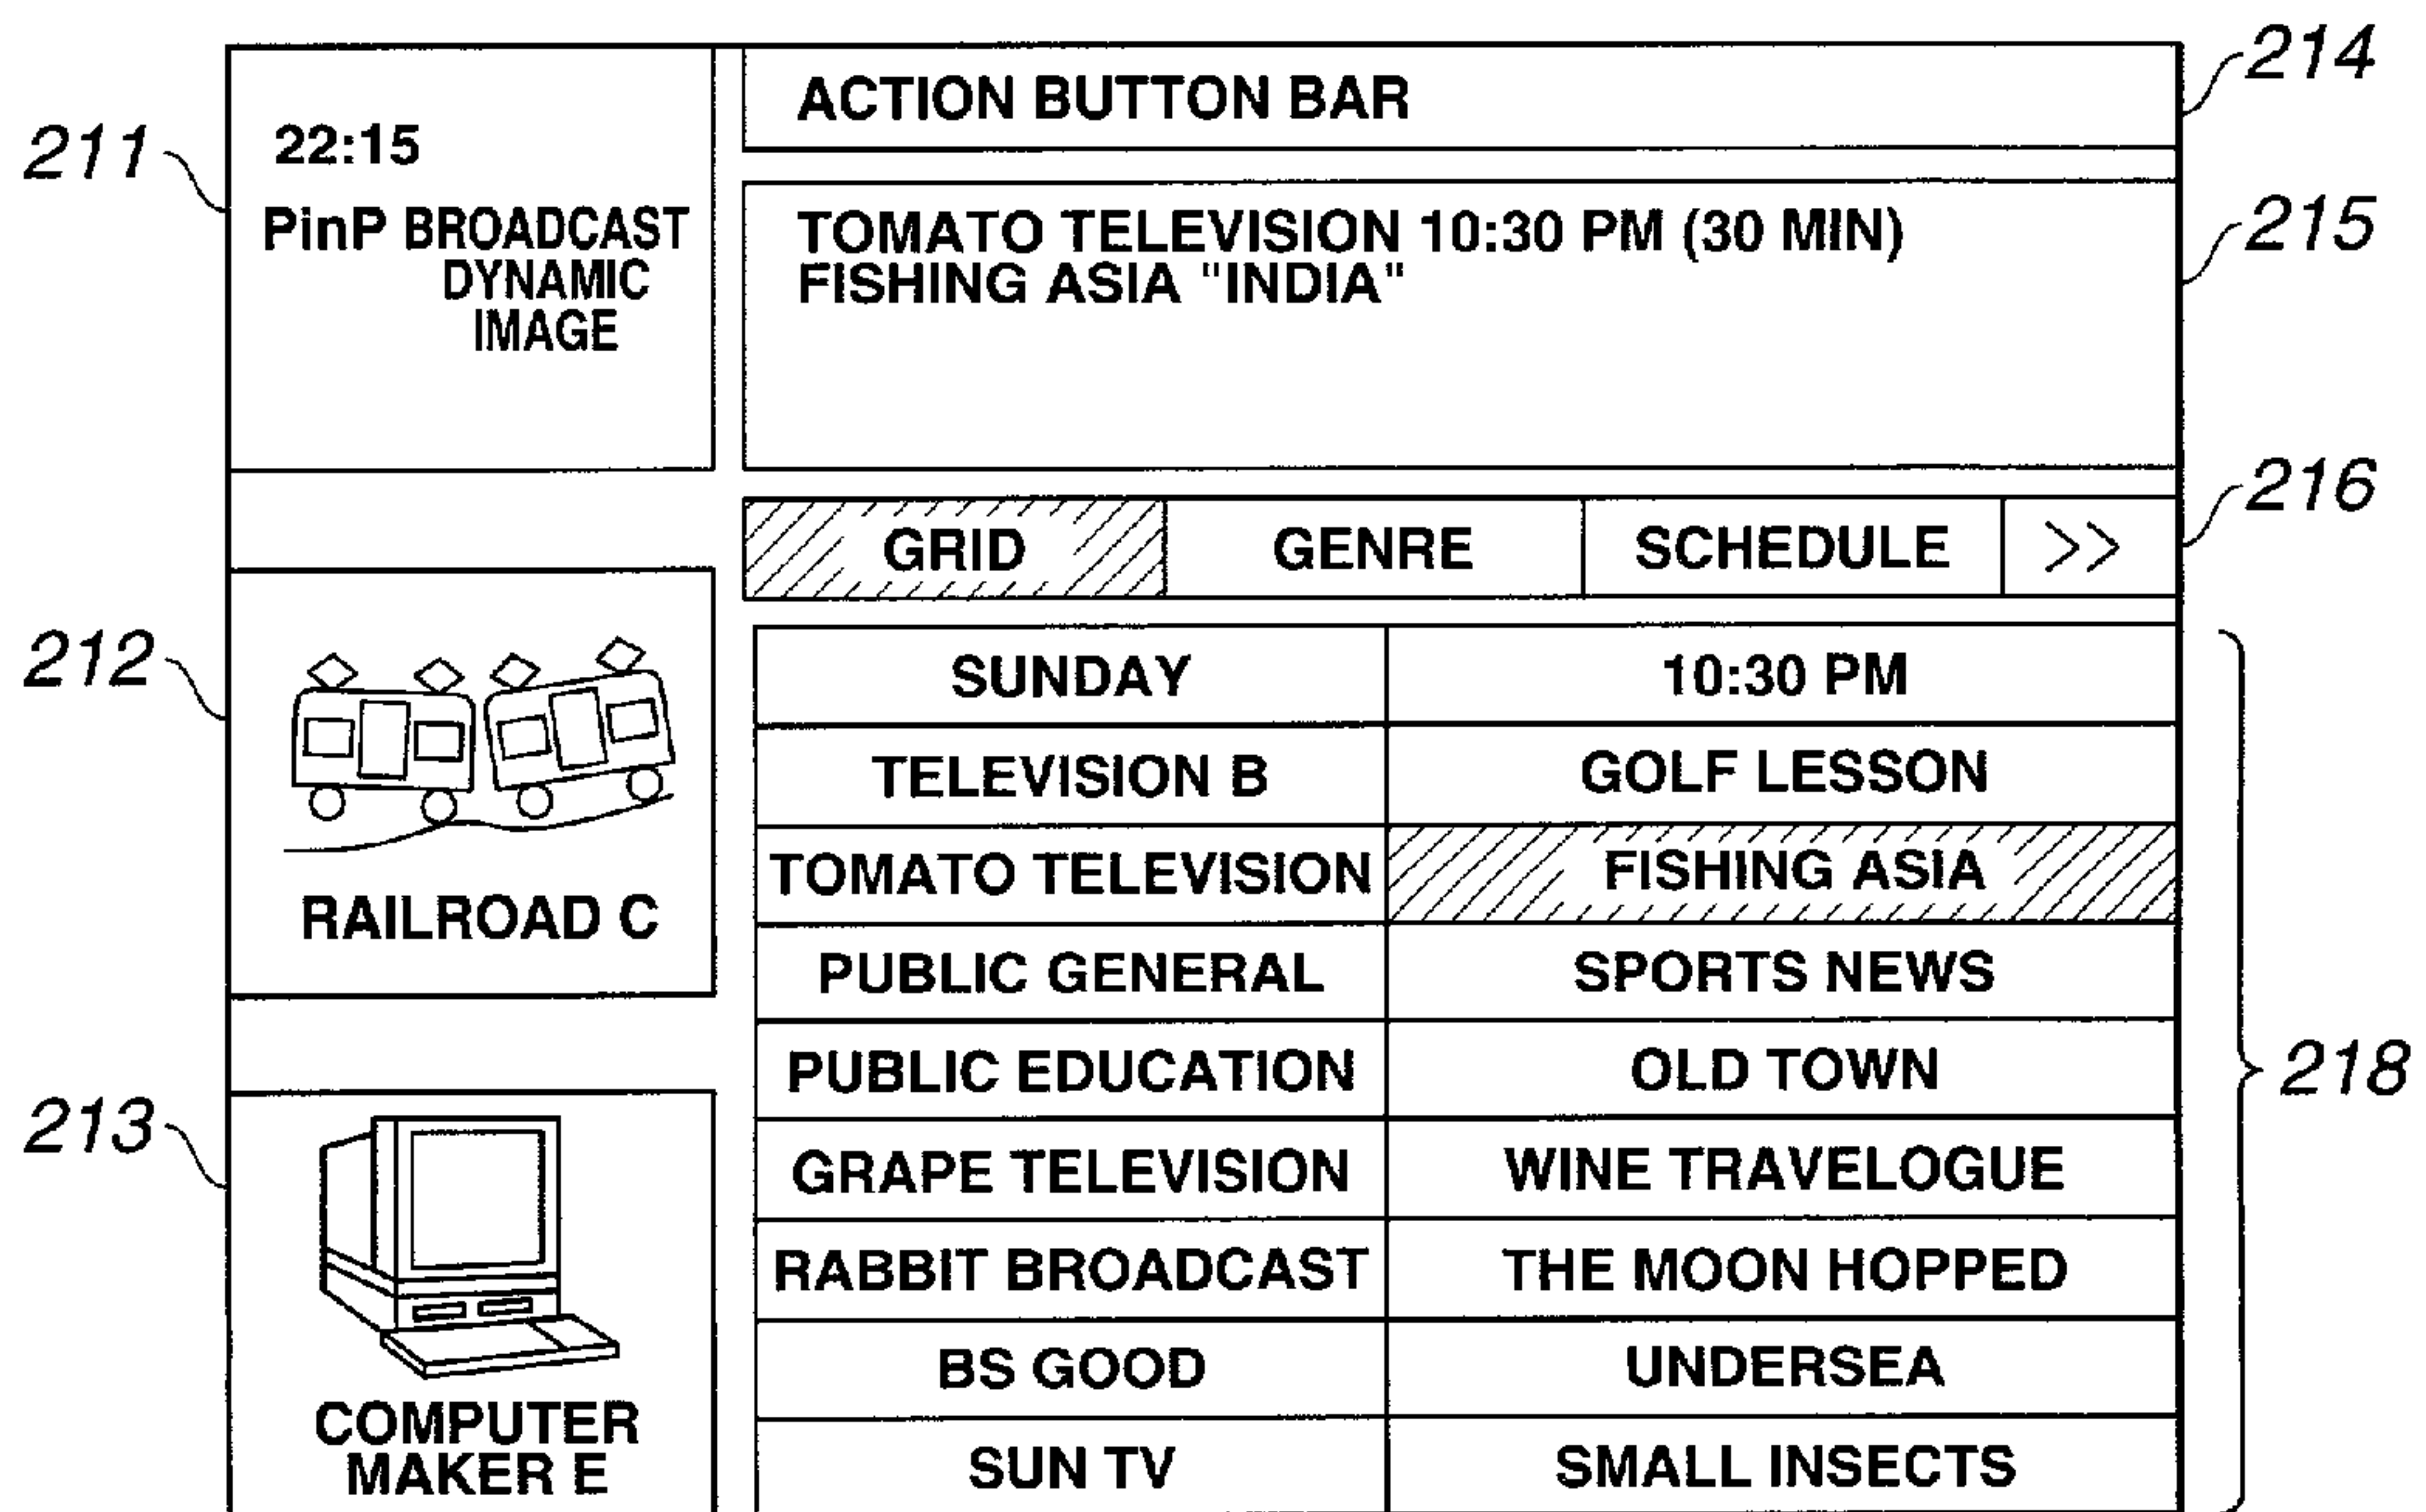 214
ACTION BUTTON BAR
211
22:15
PinP BROADCAST
DYNAMIC
IMAGE
215
TOMATO TELEVISION 10:30 PM (30 MIN)
FISHING ASIA "INDIA"
216
GRID GENRE SCHEDULE >>
212
RAILROAD C
213
COMPUTER
MAKER E
SUNDAY 10:30 PM
TELEVISION B GOLF LESSON
TOMATO TELEVISION FISHING ASIA
PUBLIC GENERAL SPORTS NEWS
PUBLIC EDUCATION OLD TOWN
GRAPE TELEVISION WINE TRAVELOGUE
RABBIT BROADCAST THE MOON HOPPED
BS GOOD UNDERSEA
SUN TV SMALL INSECTS
218